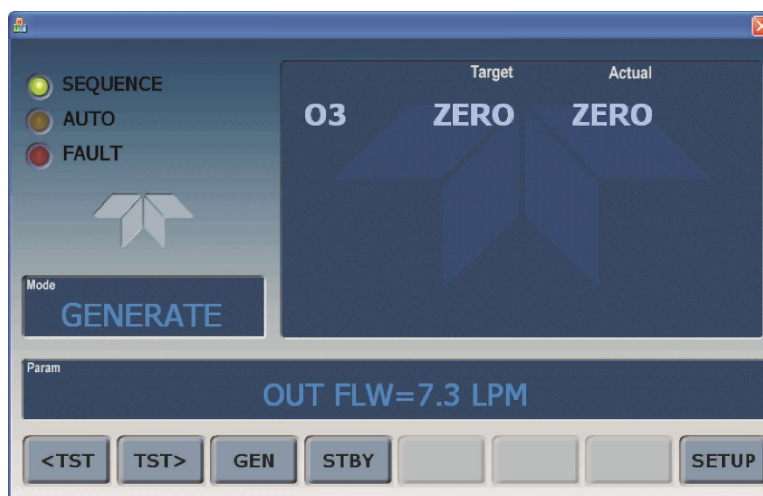 SEQUENCE
AUTO
FAULT
Target Actual
O3 ZERO ZERO
Mode
GENERATE
Param
OUT FLW=7.3 LPM
<TST TST> GEN STBY SETUP